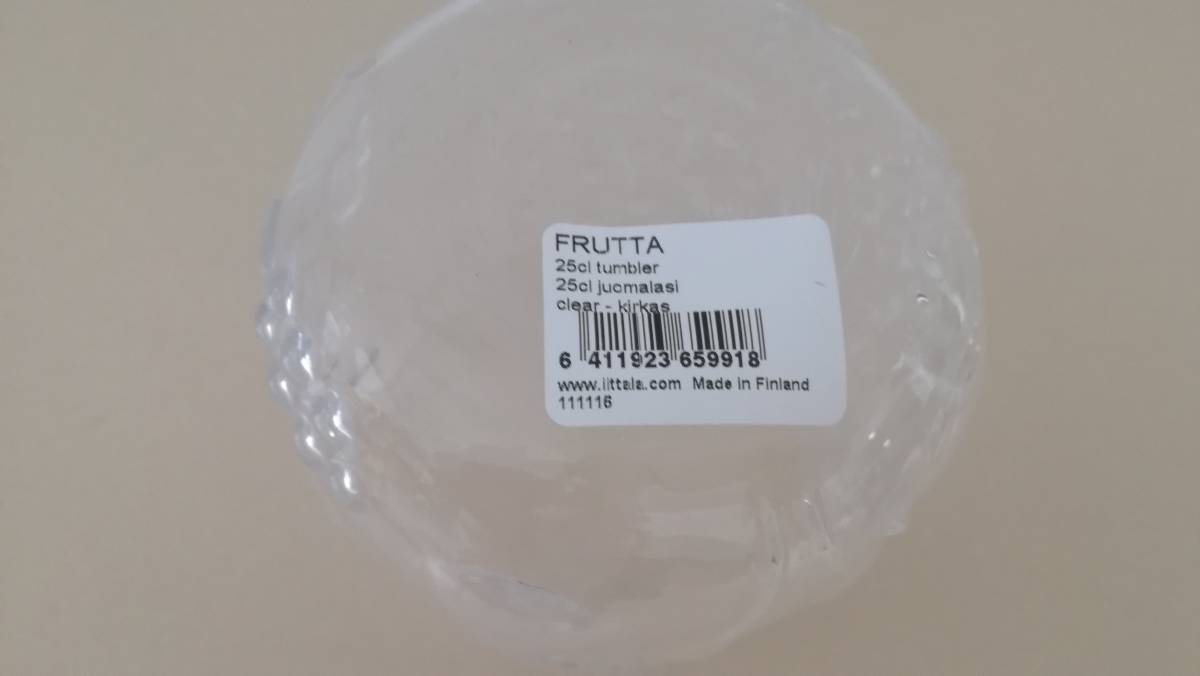 FRUTTA
25cl tumbler
25cl juomalasi
clear - kirkas
6 411923 659918
www.iittala.com Made in Finland
111116